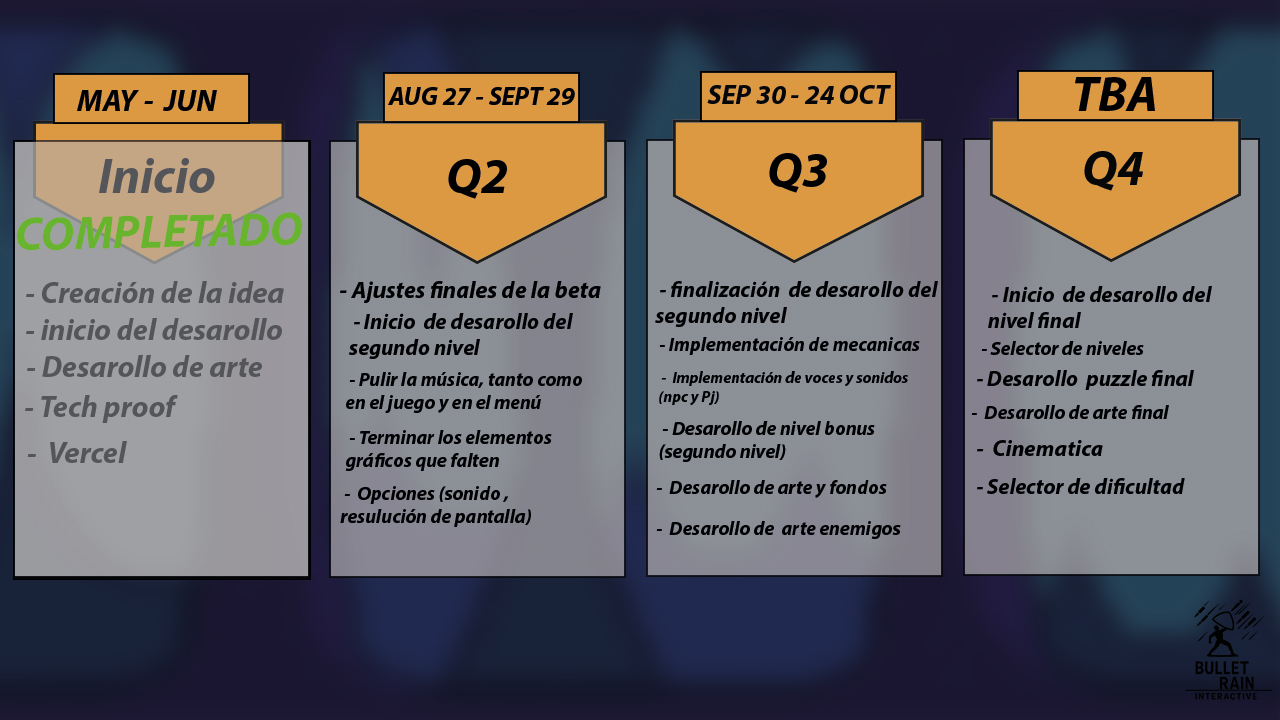 MAY - JUN
Inicio
COMPLETADO
- Creación de la idea
- inicio del desarollo
- Desarollo de arte
- Tech proof
- Vercel
AUG 27 - SEPT 29
Q2
- Ajustes finales de la beta
- Inicio de desarollo del
segundo nivel
- Pulir la música, tanto como
en el juego y en el menú
- Terminar los elementos
gráficos que falten
- Opciones (sonido ,
resulución de pantalla)
SEP 30 - 24 OCT
Q3
- finalización de desarollo del
segundo nivel
- Implementación de mecanicas
- Implementación de voces y sonidos
(npc y Pj)
- Desarollo de nivel bonus
(segundo nivel)
- Desarollo de arte y fondos
- Desarollo de arte enemigos
TBA
Q4
- Inicio de desarollo del
nivel final
- Selector de niveles
- Desarollo puzzle final
- Desarollo de arte final
- Cinematica
- Selector de dificultad
BULLET
RAIN
INTERACTIVE